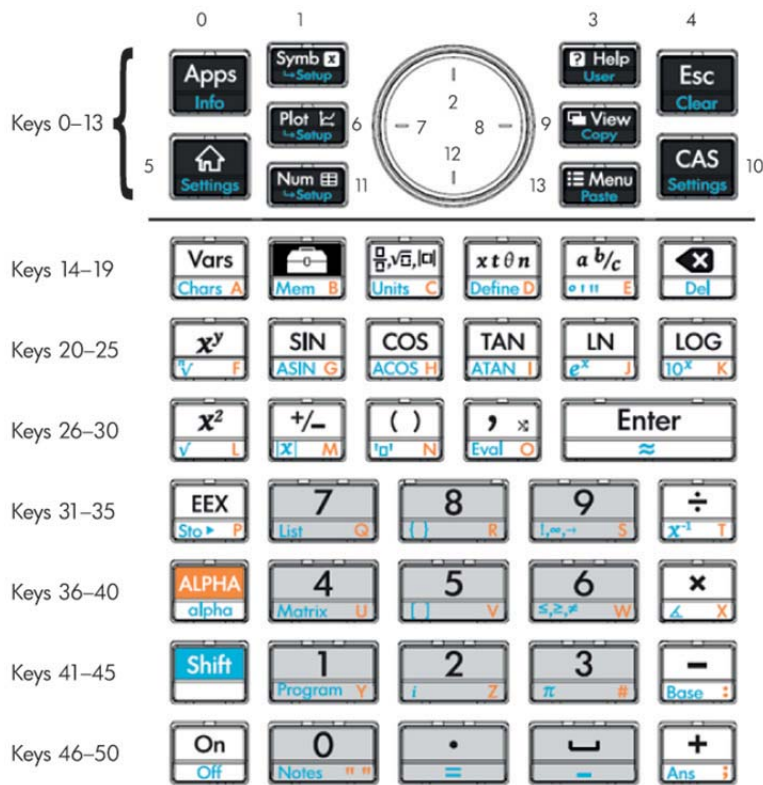 0 1 3 4
Apps Symb x ? Help Esc
Info ↳Setup User Clear
2
Keys 0–13
Plot 6 7 8 9 View
↳Setup Copy
5 12 CAS
Settings Num 11 13 Menu Settings 10
↳Setup Paste
Keys 14–19 Vars xtθn a b/c
Chars A Mem B Units C Define D E Del
Keys 20–25 xʸ SIN COS TAN LN LOG
ⁿ√ F ASIN G ACOS H ATAN I eˣ J 10ˣ K
Keys 26–30 x² +/– ( ) , Enter
√ L |x| M '□' N Eval O ≈
Keys 31–35 EEX 7 8 9 ÷
Sto ▸ P List Q { } R !,∞,→ S x⁻¹ T
Keys 36–40 ALPHA 4 5 6 ×
alpha Matrix U [ ] V ≤,≥,≠ W ∡ X
Keys 41–45 Shift 1 2 3 –
Program Y i Z π # Base :
Keys 46–50 On 0 . ␣ +
Off Notes " " = _ Ans ;